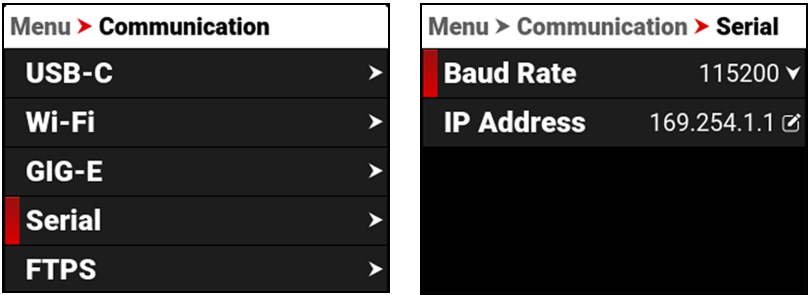 Menu ➤ Communication
USB-C
Wi-Fi
GIG-E
Serial
FTPS
Menu ➤ Communication ➤ Serial
Baud Rate 115200
IP Address 169.254.1.1